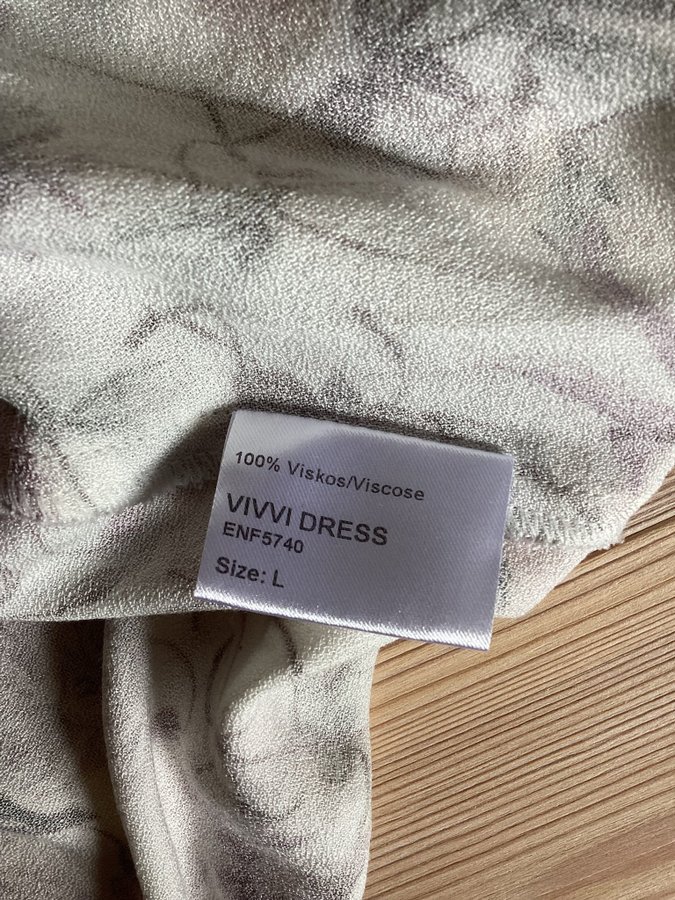 100% Viskos/Viscose
VIVVI DRESS
ENF5740
Size: L